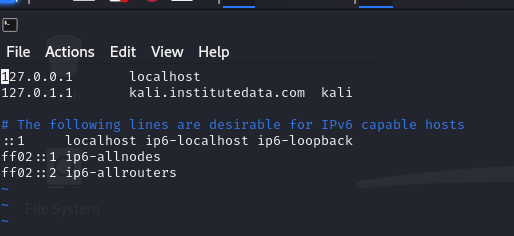 File Actions Edit View Help
127.0.0.1 localhost
127.0.1.1 kali.institutedata.com kali
# The following lines are desirable for IPv6 capable hosts
::1 localhost ip6-localhost ip6-loopback
ff02::1 ip6-allnodes
ff02::2 ip6-allrouters
~
~
File System
~